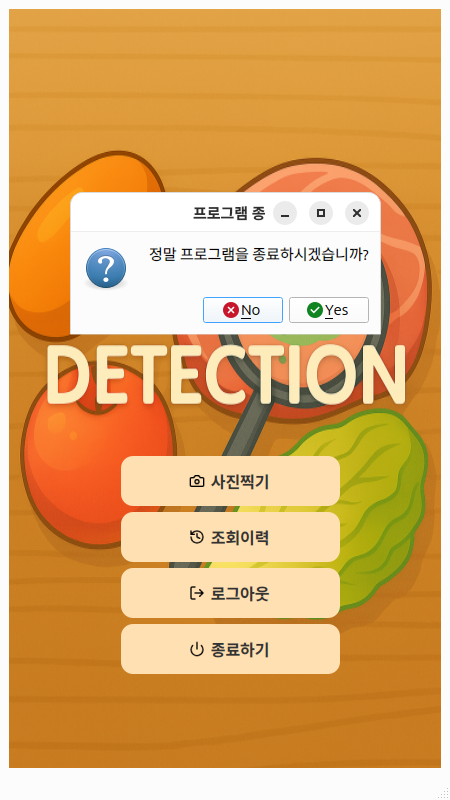 프로그램 종
정말 프로그램을 종료하시겠습니까?
No
Yes
DETECTION
사진찍기
조회이력
로그아웃
종료하기